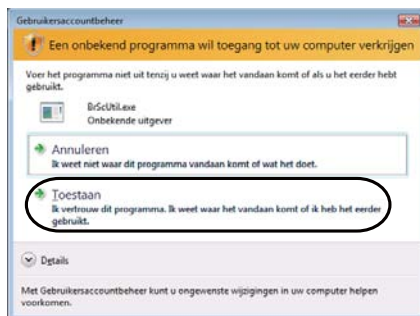 Gebruikersaccountbeheer
Een onbekend programma wil toegang tot uw computer verkrijgen
Voer het programma niet uit tenzij u weet waar het vandaan komt of als u het eerder hebt
gebruikt.
BrScUtil.exe
Onbekende uitgever
Annuleren
Ik weet niet waar dit programma vandaan komt of wat het doet.
Toestaan
Ik vertrouw dit programma. Ik weet waar het vandaan komt of ik heb het eerder
gebruikt.
Details
Met Gebruikersaccountbeheer kunt u ongewenste wijzigingen in uw computer helpen
voorkomen.